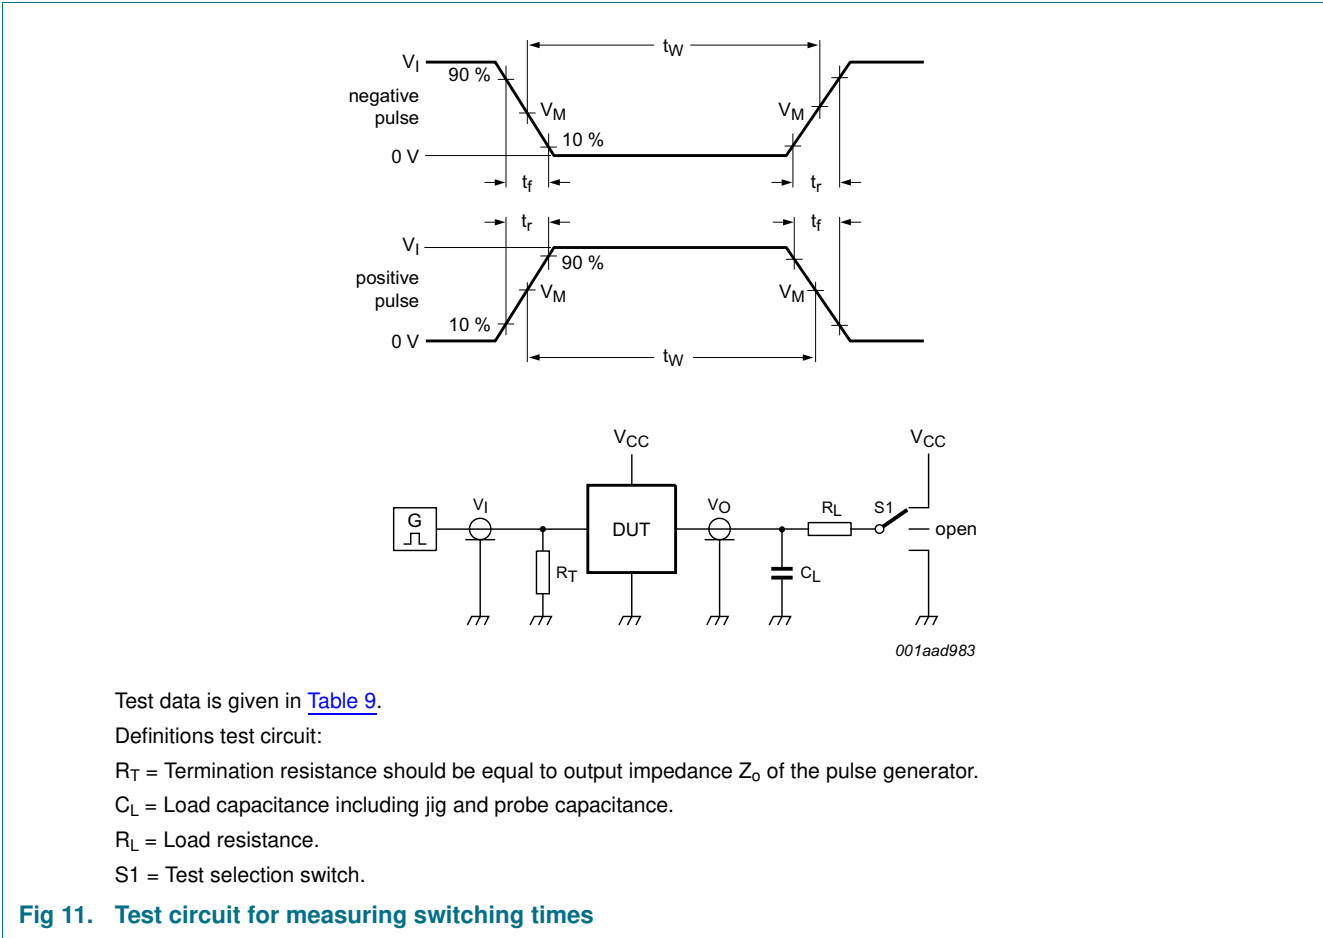 tW
VI
90 %
negative
pulse
VM
VM
10 %
0 V
tf
tr
tr
tf
VI
90 %
positive
pulse
VM
VM
10 %
0 V
tW
VCC
VCC
G
VI
DUT
VO
RL
S1
open
RT
CL
001aad983
Test data is given in Table 9.
Definitions test circuit:
RT = Termination resistance should be equal to output impedance Zo of the pulse generator.
CL = Load capacitance including jig and probe capacitance.
RL = Load resistance.
S1 = Test selection switch.
Fig 11. Test circuit for measuring switching times